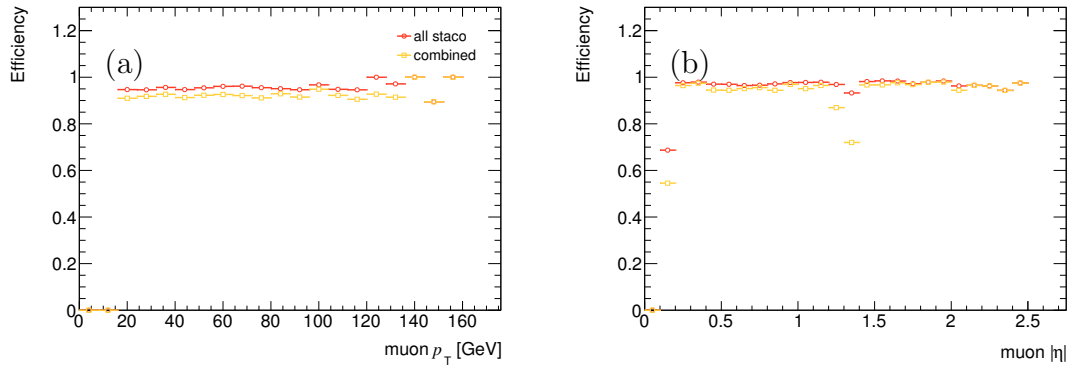 Efficiency
1.2
1
0.8
0.6
0.4
0.2
0
(a)
all staco
combined
0 20 40 60 80 100 120 140 160
muon p_T [GeV]
Efficiency
1.2
1
0.8
0.6
0.4
0.2
0
(b)
0 0.5 1 1.5 2 2.5
muon |η|